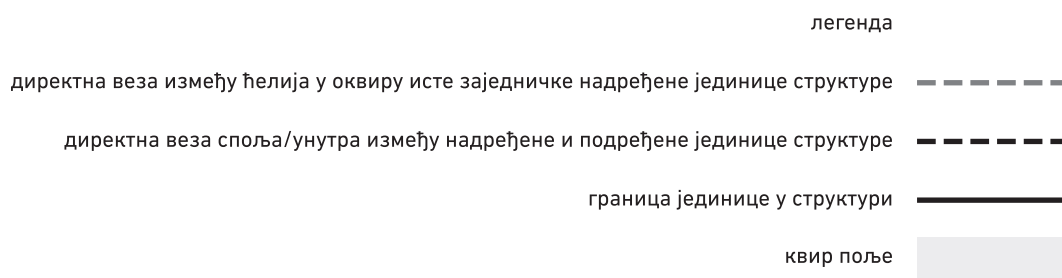 легенда
директна веза између ћелија у оквиру исте заједничке надређене јединице структуре
директна веза споља/унутра између надређене и подређене јединице структуре
граница јединице у структури
квир поље